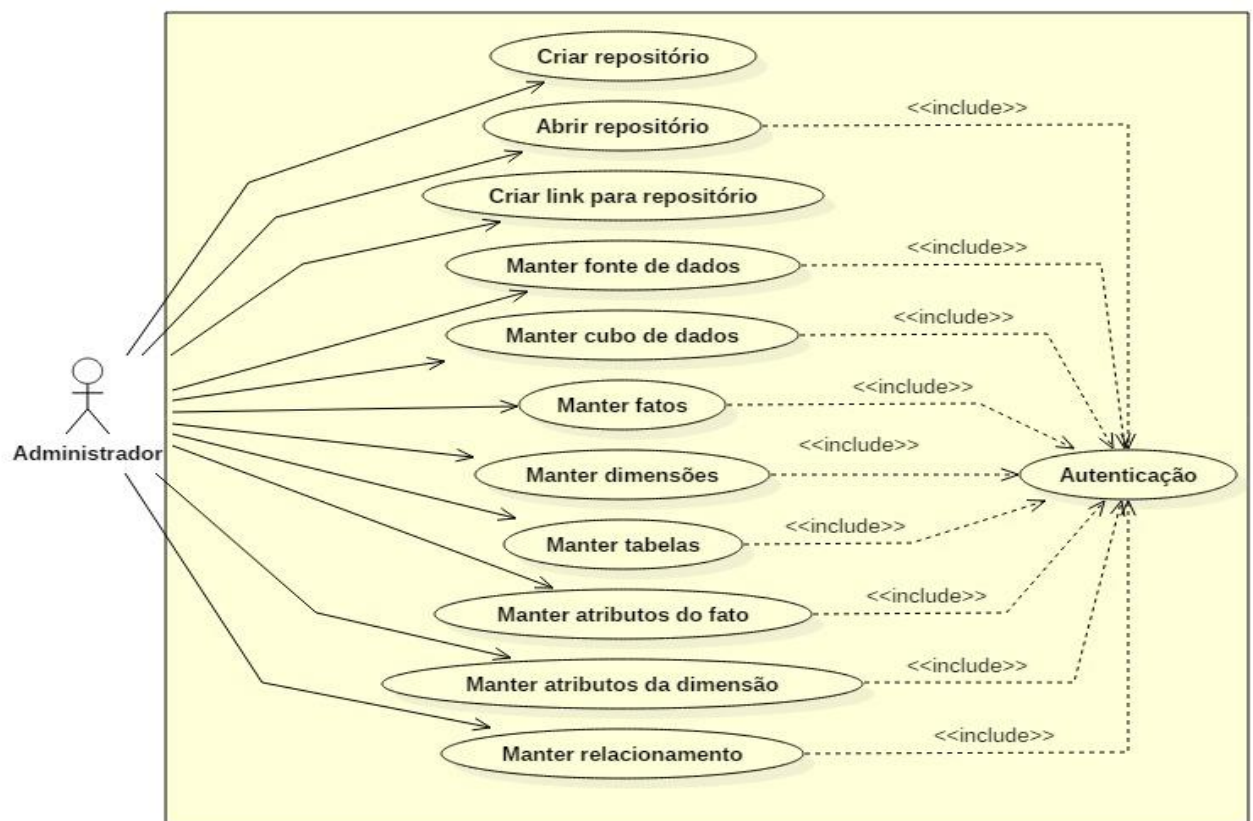 Criar repositório
<<include>>
Abrir repositório
Criar link para repositório
<<include>>
Manter fonte de dados
<<include>>
Manter cubo de dados
<<include>>
Manter fatos
<<include>>
Administrador
Manter dimensões
Autenticação
<<include>>
Manter tabelas
<<include>>
Manter atributos do fato
<<include>>
Manter atributos da dimensão
<<include>>
Manter relacionamento